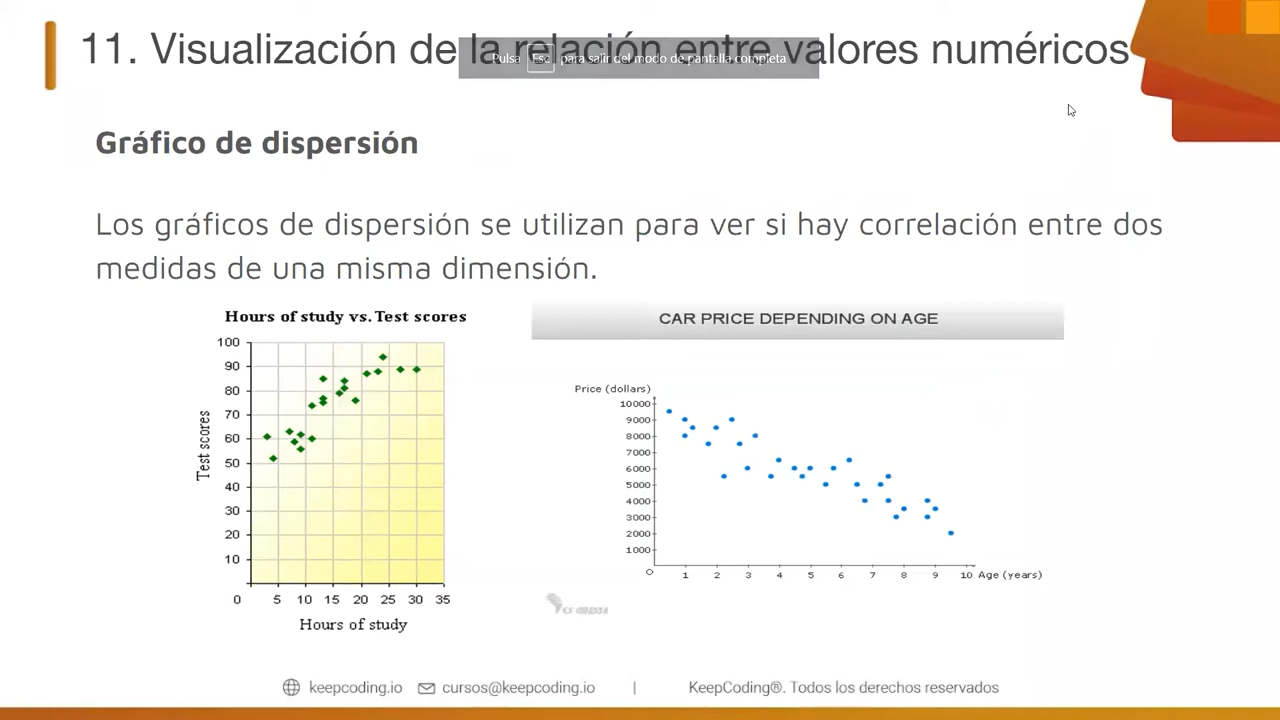 11. Visualización de la relación entre valores numéricos
Pulsa Esc para salir del modo de pantalla completa
Gráfico de dispersión
Los gráficos de dispersión se utilizan para ver si hay correlación entre dos
medidas de una misma dimensión.
Hours of study vs. Test scores
100
90
80
70
60
50
40
30
20
10
Test scores
0 5 10 15 20 25 30 35
Hours of study
CAR PRICE DEPENDING ON AGE
Price (dollars)
10000
9000
8000
7000
6000
5000
4000
3000
2000
1000
0 1 2 3 4 5 6 7 8 9 10 Age (years)
keepcoding.io cursos@keepcoding.io | KeepCoding®. Todos los derechos reservados